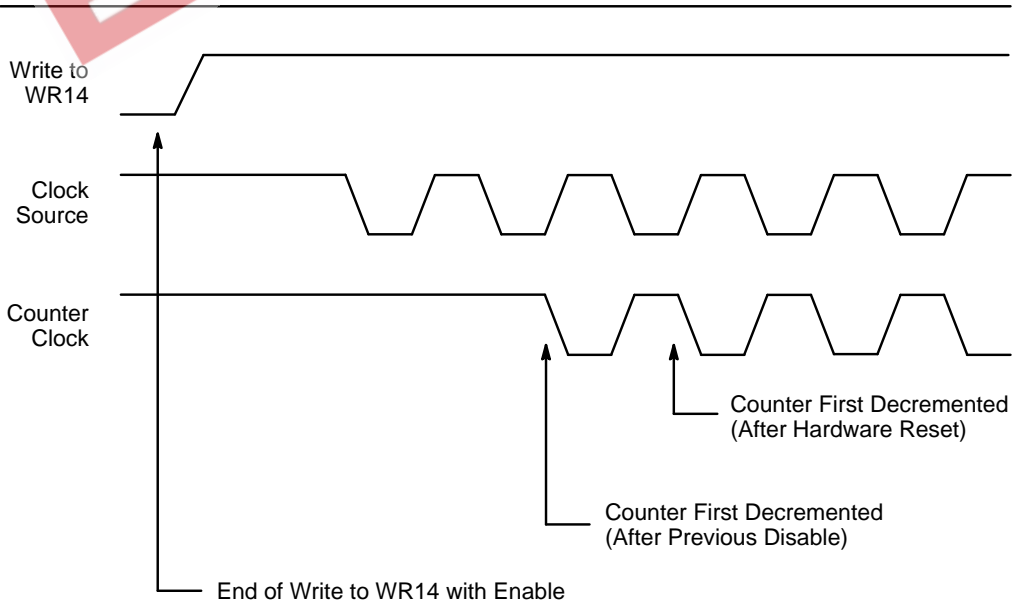 Write to
WR14
Clock
Source
Counter
Clock
Counter First Decremented
(After Hardware Reset)
Counter First Decremented
(After Previous Disable)
End of Write to WR14 with Enable